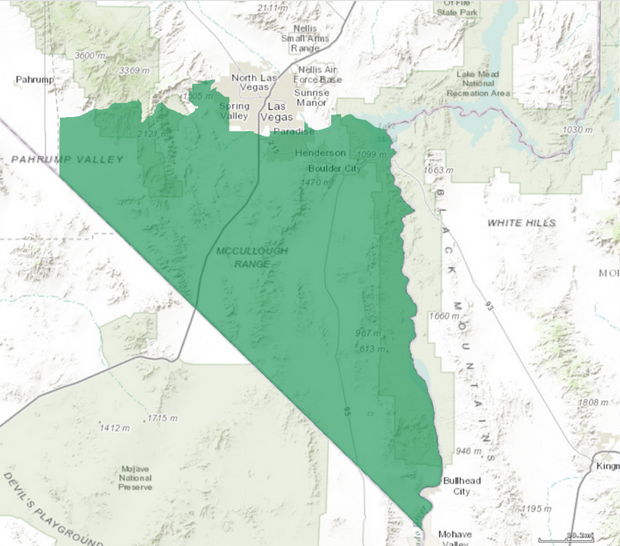 2111 m
Of Fire
State Park
3600 m
Nellis
Small Arms
Range
3369 m
Pahrump
North Las
Vegas
Nellis Air
Force Base
Lake Mead
National
Recreation Area
Sunrise
Manor
Spring
Valley
Las
Vegas
2121 m
Paradise
1030 m
215
Henderson
1099 m
PAHRUMP VALLEY
Boulder City
1663 m
1470 m
WHITE HILLS
MCCULLOUGH
RANGE
BLACK MOUNTAINS
93
1660 m
967 m
613 m
1808 m
95
1715 m
1412 m
946 m
Mojave
National
Preserve
Bullhead
City
DEVIL'S PLAYGROUND
1195 m
Mohave
Valley